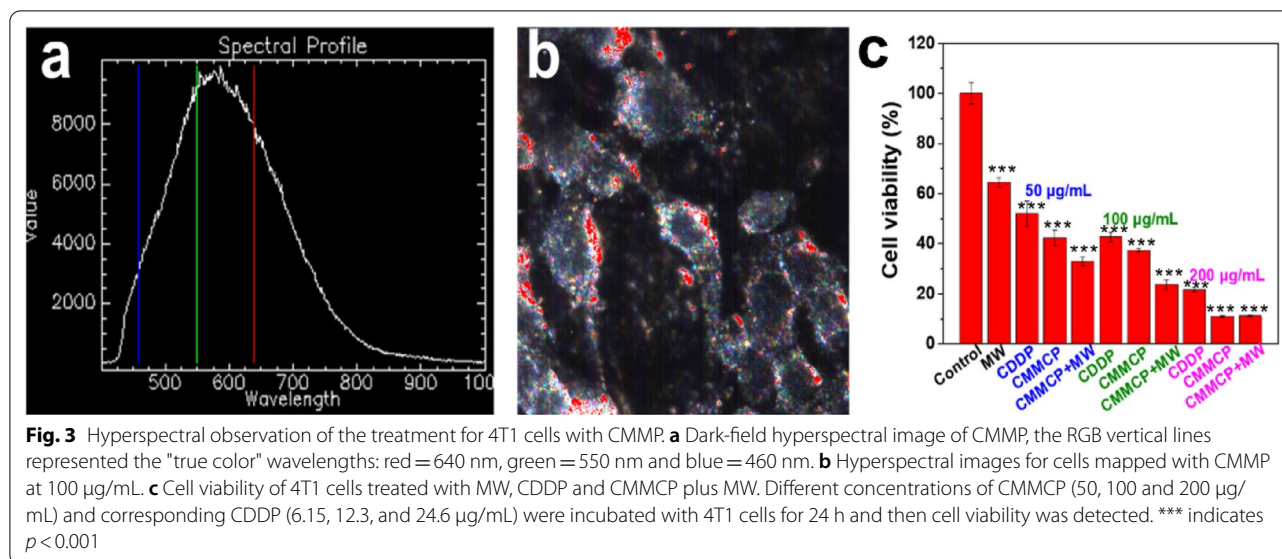 a
Spectral Profile
8000
6000
4000
2000
Value
400 500 600 700 800 900 100
Wavelength
b
c
120
100
80
60
40
20
0
Cell viability (%)
***
50 µg/mL
***
***
100 µg/mL
***
***
***
***
200 µg/mL
***
***
***
Control
MW
CDDP
CMMCP
CMMCP+MW
CDDP
CMMCP
CMMCP+MW
CDDP
CMMCP
CMMCP+MW
Fig. 3 Hyperspectral observation of the treatment for 4T1 cells with CMMP. a Dark-field hyperspectral image of CMMP, the RGB vertical lines
represented the "true color" wavelengths: red = 640 nm, green = 550 nm and blue = 460 nm. b Hyperspectral images for cells mapped with CMMP
at 100 µg/mL. c Cell viability of 4T1 cells treated with MW, CDDP and CMMCP plus MW. Different concentrations of CMMCP (50, 100 and 200 µg/
mL) and corresponding CDDP (6.15, 12.3, and 24.6 µg/mL) were incubated with 4T1 cells for 24 h and then cell viability was detected. *** indicates
p < 0.001